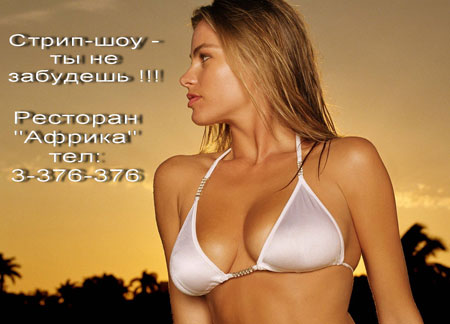 Стрип-шоу -
ты не
забудешь !!!
Ресторан
"Африка"
тел:
3-376-376